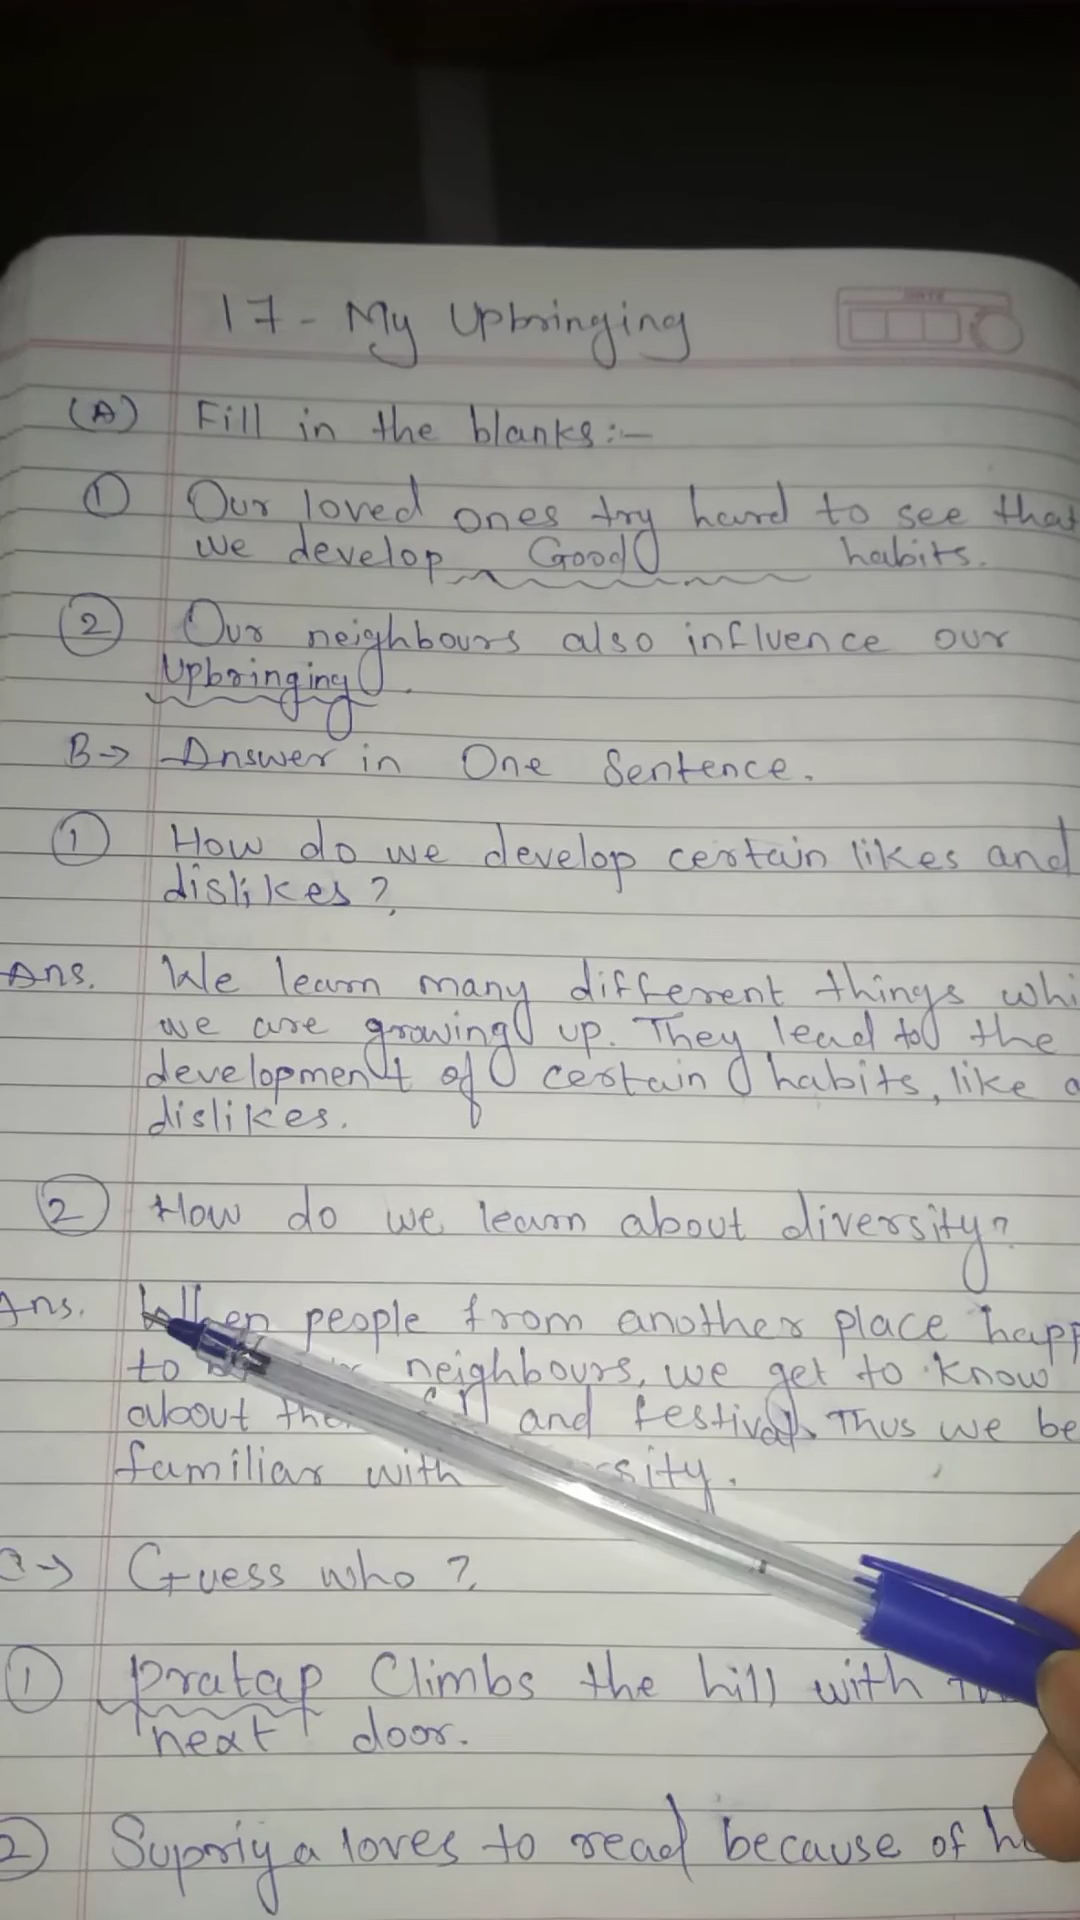 17 - My Upbringing
DATE
(A) Fill in the blanks :-
① Our loved ones try hard to see that
we develop Good habits.
② Our neighbours also influence our
Upbringing.
B→ Answer in One Sentence.
① How do we develop certain likes and
dislikes?
Ans. We learn many different things whi
we are growing up. They lead to the
development of certain habits, like a
dislikes.
② How do we learn about diversity?
Ans. When people from another place happ
to neighbours, we get to know
about and festival. Thus we be
familiar with sity.
→ Guess who?
① Pratap Climbs the hill with
next door.
② Supriya loves to read because of